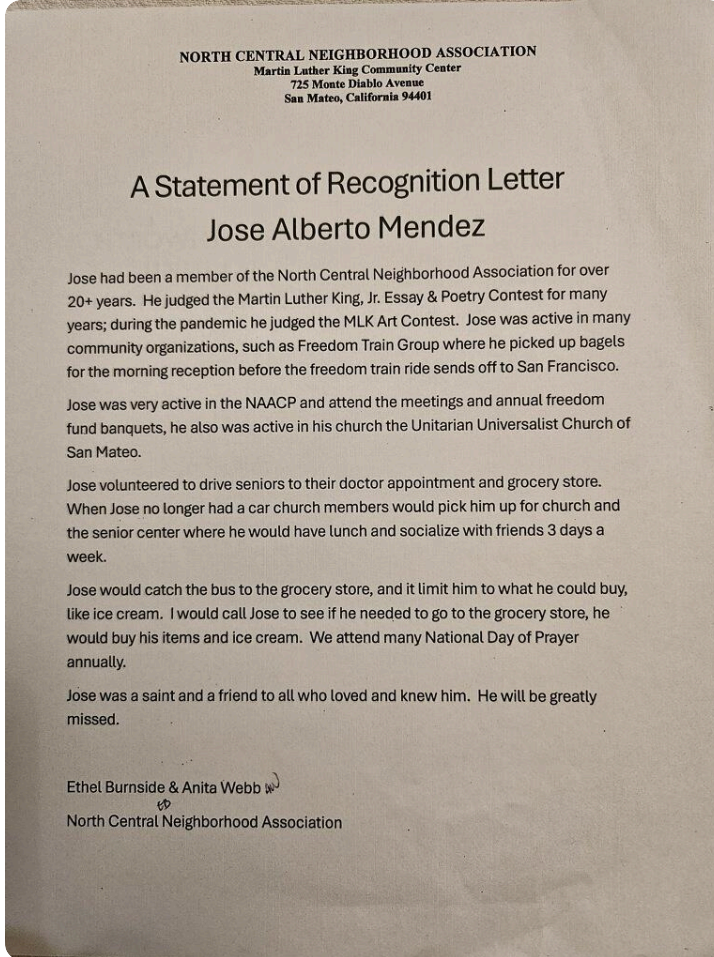 NORTH CENTRAL NEIGHBORHOOD ASSOCIATION
Martin Luther King Community Center
725 Monte Diablo Avenue
San Mateo, California 94401
A Statement of Recognition Letter
Jose Alberto Mendez
Jose had been a member of the North Central Neighborhood Association for over
20+ years. He judged the Martin Luther King, Jr. Essay & Poetry Contest for many
years; during the pandemic he judged the MLK Art Contest. Jose was active in many
community organizations, such as Freedom Train Group where he picked up bagels
for the morning reception before the freedom train ride sends off to San Francisco.
Jose was very active in the NAACP and attend the meetings and annual freedom
fund banquets, he also was active in his church the Unitarian Universalist Church of
San Mateo.
Jose volunteered to drive seniors to their doctor appointment and grocery store.
When Jose no longer had a car church members would pick him up for church and
the senior center where he would have lunch and socialize with friends 3 days a
week.
Jose would catch the bus to the grocery store, and it limit him to what he could buy,
like ice cream. I would call Jose to see if he needed to go to the grocery store, he
would buy his items and ice cream. We attend many National Day of Prayer
annually.
Jose was a saint and a friend to all who loved and knew him. He will be greatly
missed.
Ethel Burnside & Anita Webb
North Central Neighborhood Association